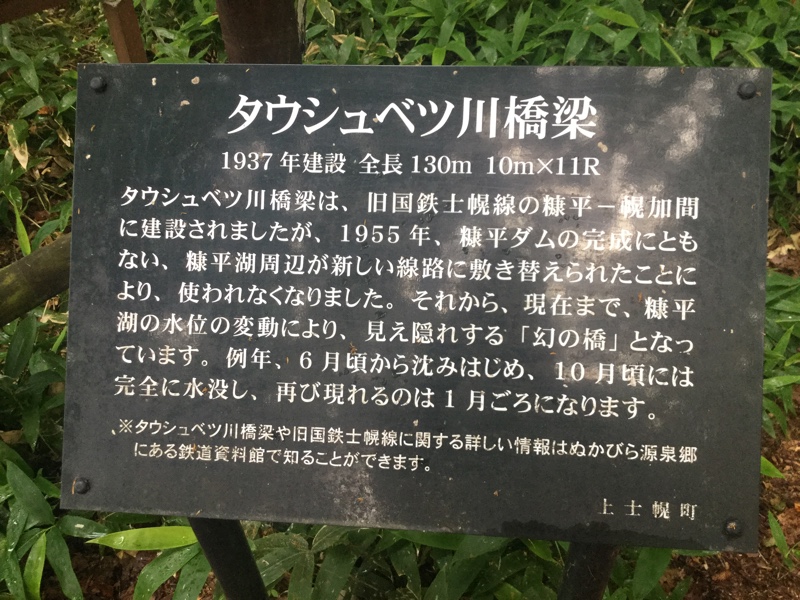 タウシュベツ川橋梁
1937年建設 全長130m 10m×11R
タウシュベツ川橋梁は、旧国鉄士幌線の糠平－幌加間
に建設されましたが、1955年、糠平ダムの完成にとも
ない、糠平湖周辺が新しい線路に敷き替えられたことに
より、使われなくなりました。それから、現在まで、糠平
湖の水位の変動により、見え隠れする「幻の橋」となっ
ています。例年、6月頃から沈みはじめ、10月頃には
完全に水没し、再び現れるのは1月ごろになります。
※タウシュベツ川橋梁や旧国鉄士幌線に関する詳しい情報はぬかびら源泉郷
にある鉄道資料館で知ることができます。
上士幌町